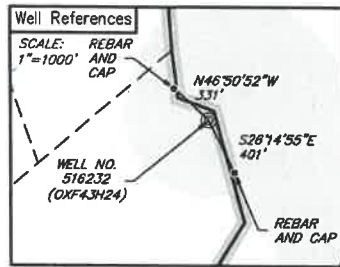 Well References
SCALE:
1"=1000'
REBAR
AND
CAP
N46°50'52"W
331'
S28°14'55"E
401'
WELL NO.
516232
(OXF43H24)
REBAR
AND CAP